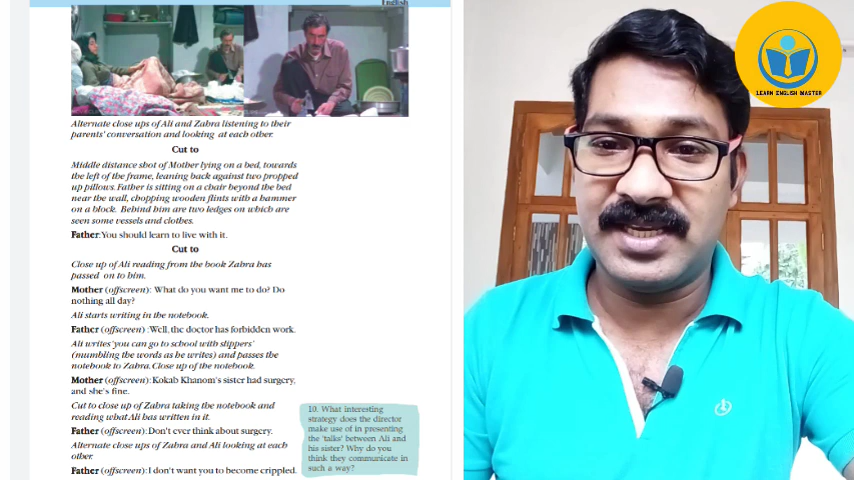 English
LEARN ENGLISH MASTER
Alternate close ups of Ali and Zahra listening to their
parents' conversation and looking at each other.
Cut to
Middle distance shot of Mother lying on a bed, towards
the left of the frame, leaning back against two propped
up pillows. Father is sitting on a chair beyond the bed
near the wall, chopping wooden flints with a hammer
on a block. Behind him are two ledges on which are
seen some vessels and clothes.
Father: You should learn to live with it.
Cut to
Close up of Ali reading from the book Zahra has
passed on to him.
Mother (offscreen): What do you want me to do? Do
nothing all day?
Ali starts writing in the notebook.
Father (offscreen) :Well, the doctor has forbidden work.
Ali writes 'you can go to school with slippers'
(mumbling the words as he writes) and passes the
notebook to Zahra. Close up of the notebook.
Mother (offscreen) :Kokab Khanom's sister had surgery,
and she's fine.
Cut to close up of Zahra taking the notebook and
reading what Ali has written in it.
Father (offscreen) : Don't ever think about surgery.
Alternate close ups of Zahra and Ali looking at each
other.
Father (offscreen) : I don't want you to become crippled.
10. What interesting
strategy does the director
make use of in presenting
the 'talks' between Ali and
his sister? Why do you
think they communicate in
such a way?